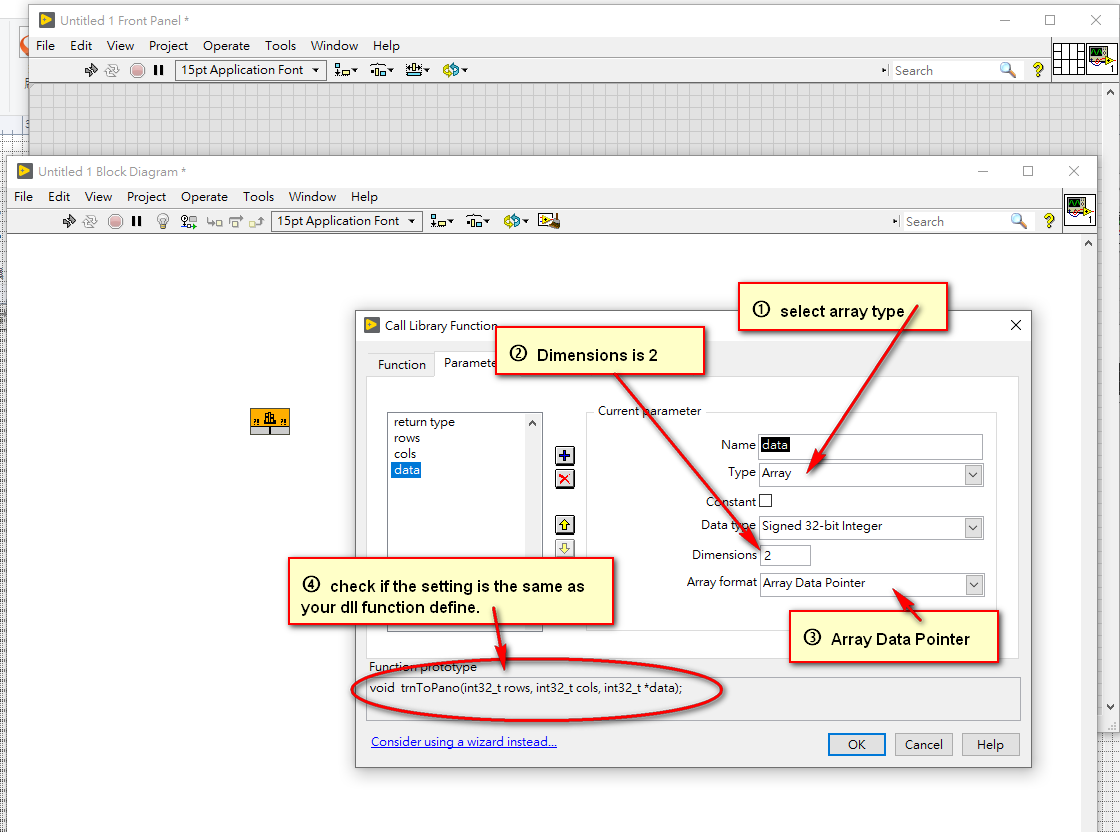 Untitled 1 Front Panel *
File Edit View Project Operate Tools Window Help
15pt Application Font
Search
?
1
Untitled 1 Block Diagram *
File Edit View Project Operate Tools Window Help
15pt Application Font
Search
?
1
① select array type
Call Library Function
② Dimensions is 2
Function
Paramete
Current parameter
return type
rows
cols
data
Name data
Type Array
Constant
Data type Signed 32-bit Integer
Dimensions 2
Array format Array Data Pointer
④ check if the setting is the same as
your dll function define.
③ Array Data Pointer
Function prototype
void trnToPano(int32_t rows, int32_t cols, int32_t *data);
Consider using a wizard instead...
OK Cancel Help